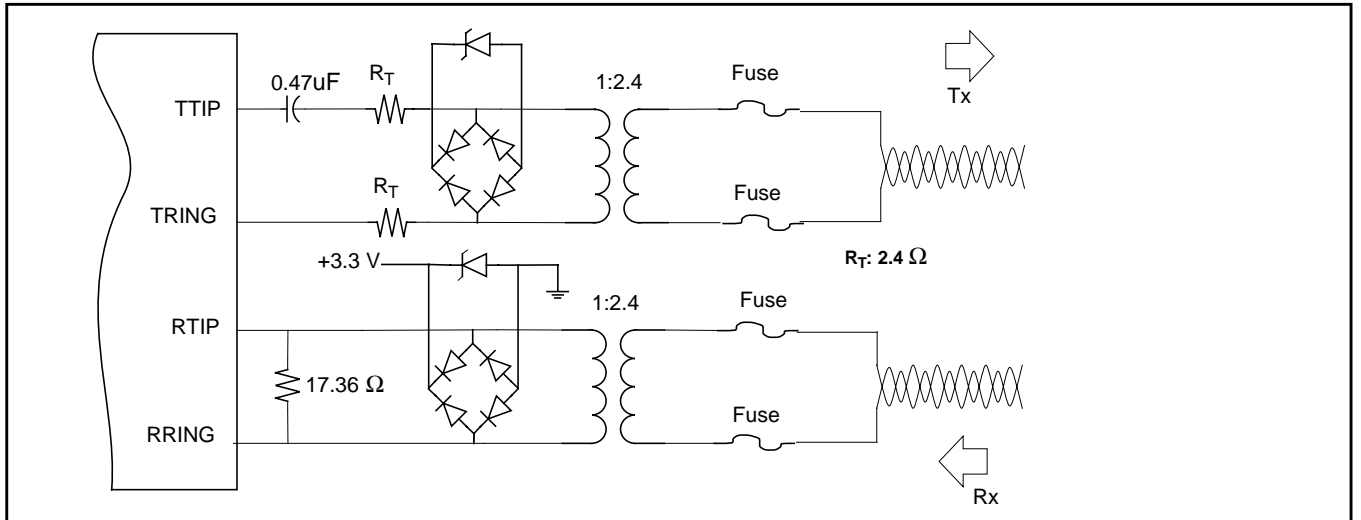 Fuse
Tx
1:2.4
0.47uF
R_T
TTIP
Fuse
R_T
TRING
+3.3 V
R_T: 2.4 Ω
1:2.4
Fuse
RTIP
17.36 Ω
Fuse
RRING
Rx